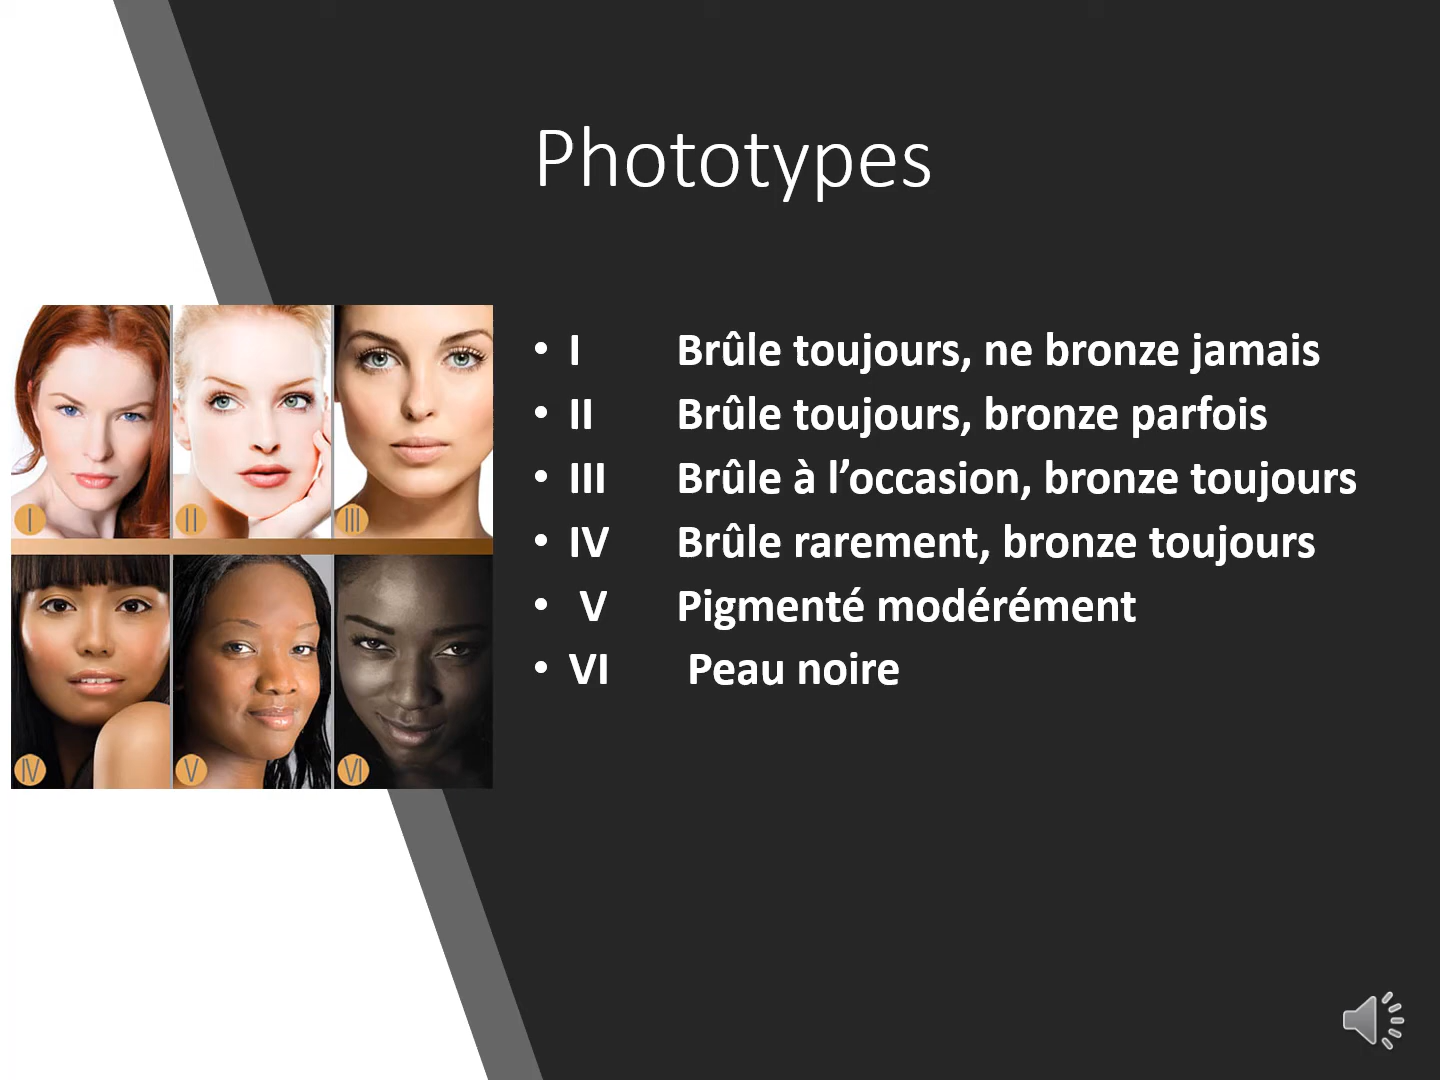 Phototypes
I
II
III
IV
V
VI
• I Brûle toujours, ne bronze jamais
• II Brûle toujours, bronze parfois
• III Brûle à l’occasion, bronze toujours
• IV Brûle rarement, bronze toujours
• V Pigmenté modérément
• VI Peau noire